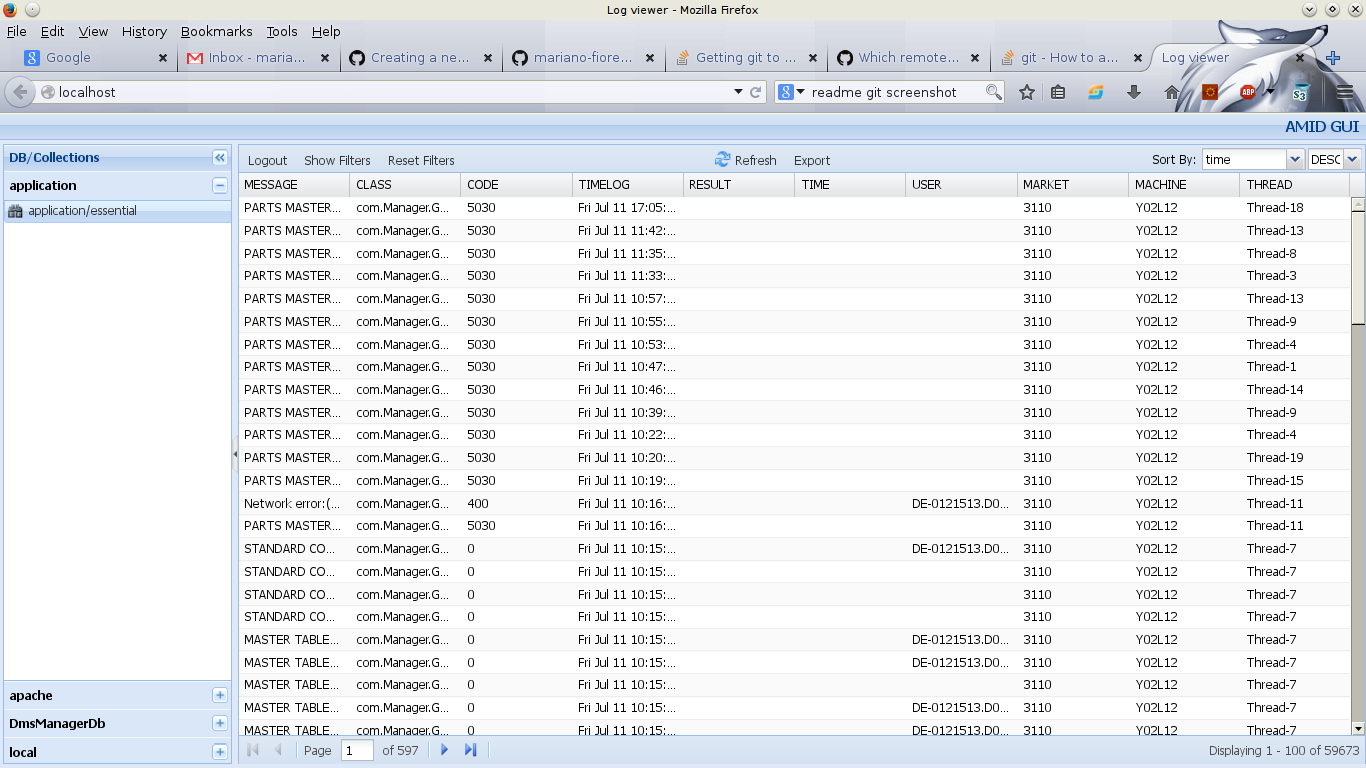 Log viewer - Mozilla Firefox
File Edit View History Bookmarks Tools Help
Google Inbox - maria... Creating a ne... mariano-fiore... Getting git to ... Which remote... git - How to a... Log viewer
localhost readme git screenshot ABP S3
AMID GUI
DB/Collections
application
application/essential
apache
DmsManagerDb
local
Logout Show Filters Reset Filters Refresh Export Sort By: time DESC
MESSAGE CLASS CODE TIMELOG RESULT TIME USER MARKET MACHINE THREAD
PARTS MASTER... com.Manager.G... 5030 Fri Jul 11 17:05:... 3110 Y02L12 Thread-18
PARTS MASTER... com.Manager.G... 5030 Fri Jul 11 11:42:... 3110 Y02L12 Thread-13
PARTS MASTER... com.Manager.G... 5030 Fri Jul 11 11:35:... 3110 Y02L12 Thread-8
PARTS MASTER... com.Manager.G... 5030 Fri Jul 11 11:33:... 3110 Y02L12 Thread-3
PARTS MASTER... com.Manager.G... 5030 Fri Jul 11 10:57:... 3110 Y02L12 Thread-13
PARTS MASTER... com.Manager.G... 5030 Fri Jul 11 10:55:... 3110 Y02L12 Thread-9
PARTS MASTER... com.Manager.G... 5030 Fri Jul 11 10:53:... 3110 Y02L12 Thread-4
PARTS MASTER... com.Manager.G... 5030 Fri Jul 11 10:47:... 3110 Y02L12 Thread-1
PARTS MASTER... com.Manager.G... 5030 Fri Jul 11 10:46:... 3110 Y02L12 Thread-14
PARTS MASTER... com.Manager.G... 5030 Fri Jul 11 10:39:... 3110 Y02L12 Thread-9
PARTS MASTER... com.Manager.G... 5030 Fri Jul 11 10:22:... 3110 Y02L12 Thread-4
PARTS MASTER... com.Manager.G... 5030 Fri Jul 11 10:20:... 3110 Y02L12 Thread-19
PARTS MASTER... com.Manager.G... 5030 Fri Jul 11 10:19:... 3110 Y02L12 Thread-15
Network error:(... com.Manager.G... 400 Fri Jul 11 10:16:... DE-0121513.D0... 3110 Y02L12 Thread-11
PARTS MASTER... com.Manager.G... 5030 Fri Jul 11 10:16:... 3110 Y02L12 Thread-11
STANDARD CO... com.Manager.G... 0 Fri Jul 11 10:15:... DE-0121513.D0... 3110 Y02L12 Thread-7
STANDARD CO... com.Manager.G... 0 Fri Jul 11 10:15:... 3110 Y02L12 Thread-7
STANDARD CO... com.Manager.G... 0 Fri Jul 11 10:15:... 3110 Y02L12 Thread-7
STANDARD CO... com.Manager.G... 0 Fri Jul 11 10:15:... 3110 Y02L12 Thread-7
MASTER TABLE... com.Manager.G... 0 Fri Jul 11 10:15:... DE-0121513.D0... 3110 Y02L12 Thread-7
MASTER TABLE... com.Manager.G... 0 Fri Jul 11 10:15:... DE-0121513.D0... 3110 Y02L12 Thread-7
MASTER TABLE... com.Manager.G... 0 Fri Jul 11 10:15:... 3110 Y02L12 Thread-7
MASTER TABLE... com.Manager.G... 0 Fri Jul 11 10:15:... DE-0121513.D0... 3110 Y02L12 Thread-7
MASTER TABLE... com.Manager.G... 0 Fri Jul 11 10:15:... DE-0121513.D0... 3110 Y02L12 Thread-7
Page 1 of 597 Displaying 1 - 100 of 59673